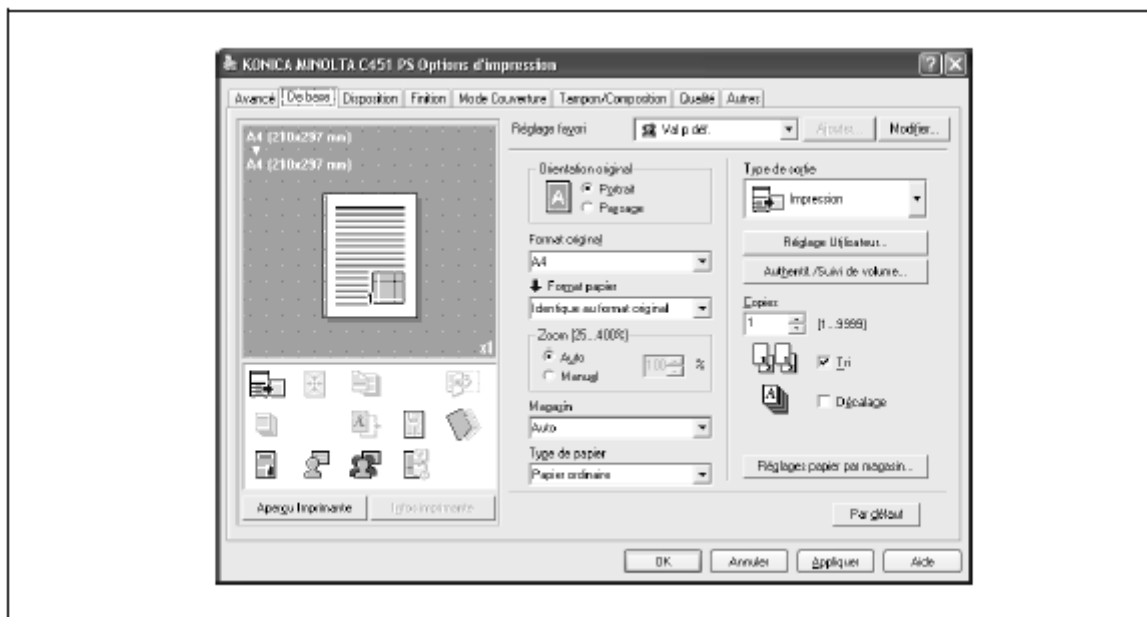 KONICA MINOLTA C451 PS Options d'impression
Avancé De base Disposition Finition Mode Couverture Tampon/Composition Qualité Autres
A4 (210x297 mm)
A4 (210x297 mm)
x1
Aperçu Imprimante Infos imprimante
Réglage favori Val p déf. Ajouter... Modifier...
Orientation original
Portrait
Paysage
Format original
A4
Format papier
Identique au format original
Zoom [25...400%]
Auto
Manuel
100 %
Magasin
Auto
Type de papier
Papier ordinaire
Type de sortie
Impression
Réglage Utilisateur...
Authentif./Suivi de volume...
Copies
1 (1...9999)
Tri
Décalage
Réglages papier par magasin...
Par défaut
OK Annuler Appliquer Aide